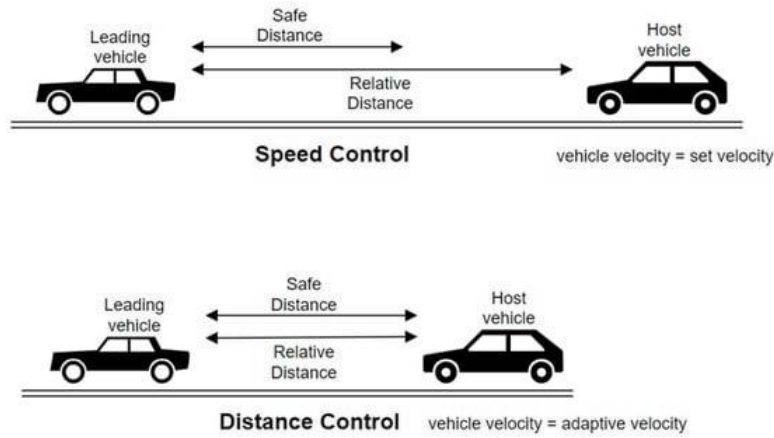 Safe
Distance
Leading
vehicle
Host
vehicle
Relative
Distance
Speed Control
vehicle velocity = set velocity
Safe
Distance
Leading
vehicle
Host
vehicle
Relative
Distance
Distance Control
vehicle velocity = adaptive velocity